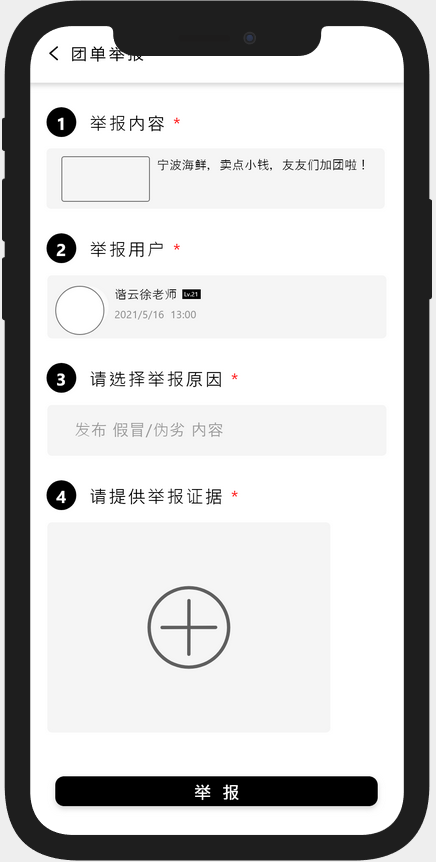 团单举报
1 举报内容 *
宁波海鲜，卖点小钱，友友们加团啦！
2 举报用户 *
谐云徐老师 Lv.21
2021/5/16 13:00
3 请选择举报原因 *
发布 假冒/伪劣 内容
4 请提供举报证据 *
举 报